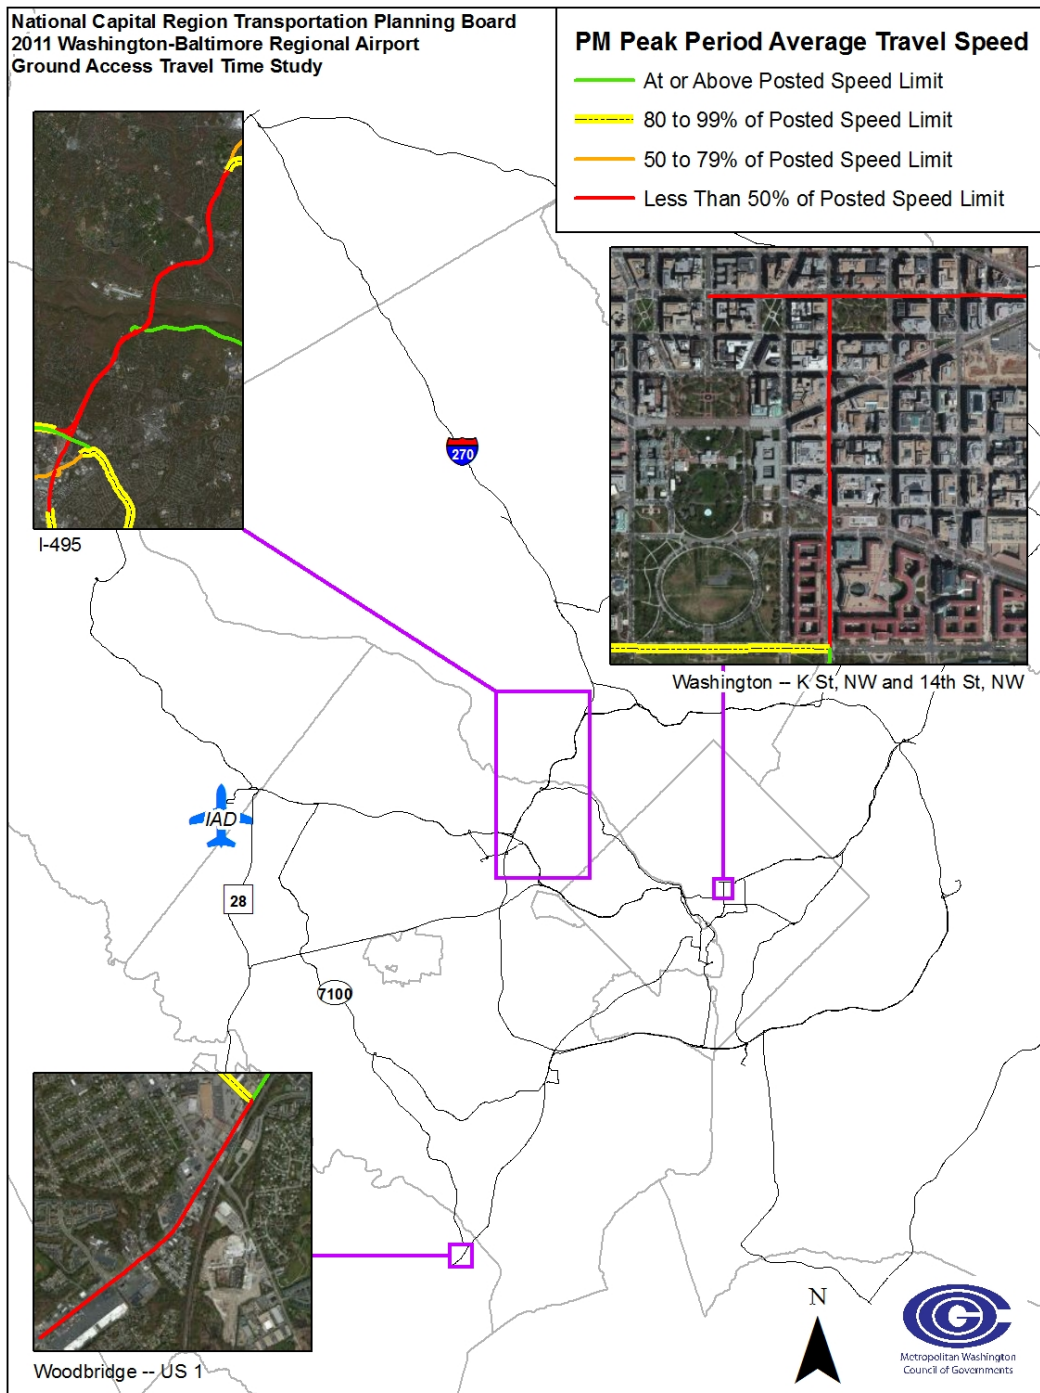 National Capital Region Transportation Planning Board
2011 Washington-Baltimore Regional Airport
Ground Access Travel Time Study
PM Peak Period Average Travel Speed
At or Above Posted Speed Limit
80 to 99% of Posted Speed Limit
50 to 79% of Posted Speed Limit
Less Than 50% of Posted Speed Limit
270
I-495
Washington -- K St, NW and 14th St, NW
IAD
28
7100
Woodbridge -- US 1
N
COG
Metropolitan Washington
Council of Governments